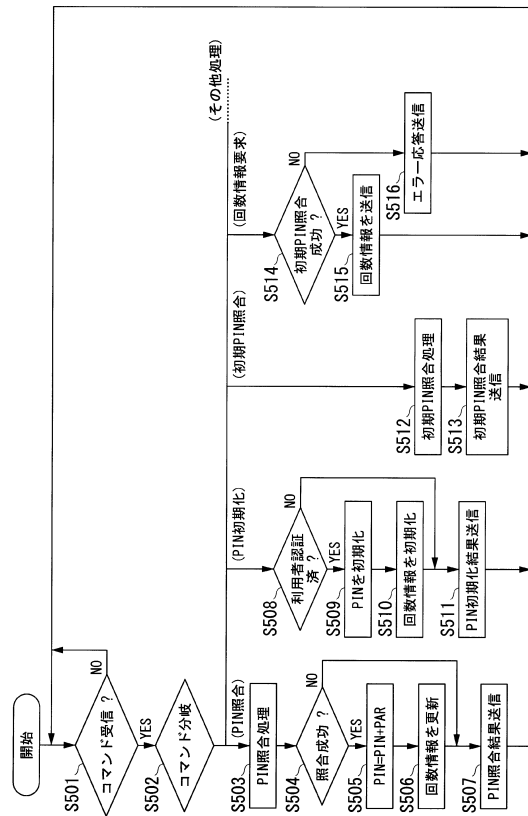 開始
S501
コマンド受信？
NO
YES
S502
コマンド分岐
(PIN照合)
S503
PIN照合処理
S504
照合成功？
NO
YES
S505
PIN=PIN+PAR
S506
回数情報を更新
S507
PIN照合結果送信
(PIN初期化)
S508
利用者認証
済？
NO
YES
S509
PINを初期化
S510
回数情報を初期化
S511
PIN初期化結果送信
(初期PIN照合)
S512
初期PIN照合処理
S513
初期PIN照合結果
送信
(回数情報要求)
S514
初期PIN照合
成功？
NO
YES
S515
回数情報を送信
S516
エラー応答送信
(その他処理)